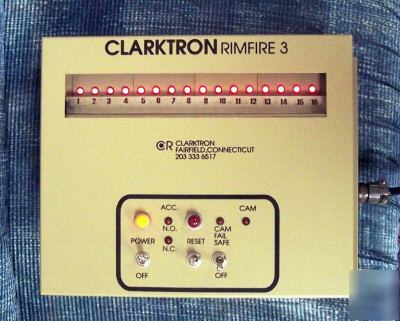 CLARKTRON RIMFIRE 3
1 2 3 4 5 6 7 8 9 10 11 12 13 14 15 16
CR CLARKTRON
FAIRFIELD,CONNECTICUT
203 333 6517
ACC. CAM
N.O. CAM
FAIL
POWER RESET SAFE
N.C.
OFF OFF